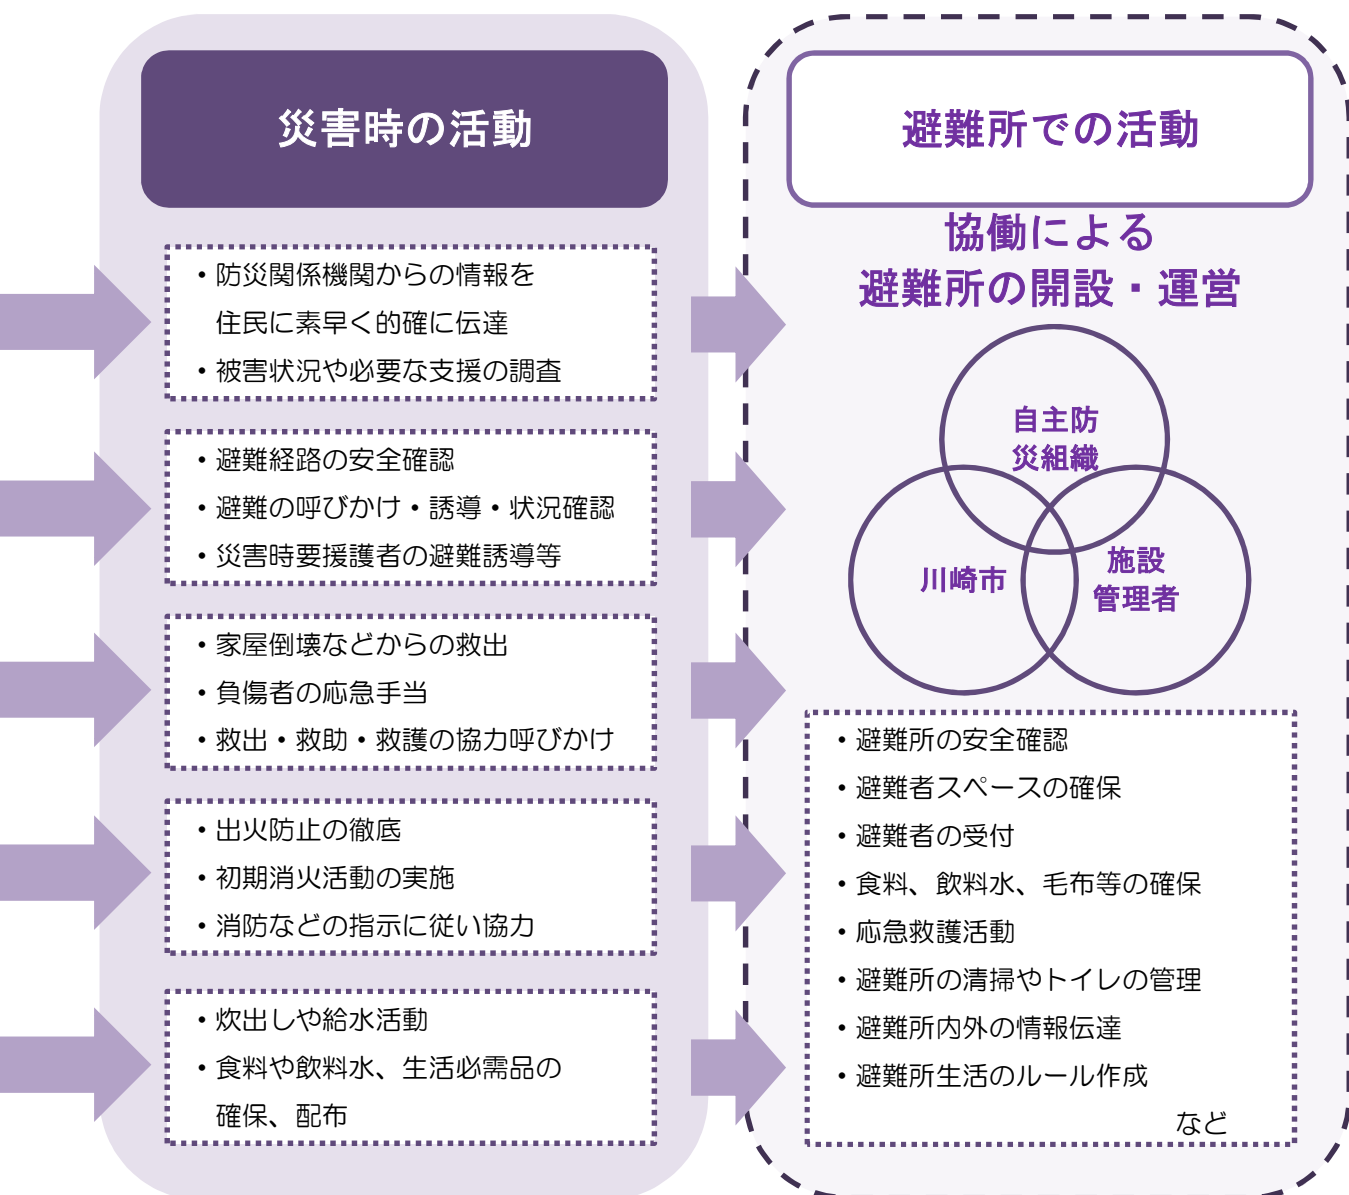 災害時の活動
・防災関係機関からの情報を
住民に素早く的確に伝達
・被害状況や必要な支援の調査
・避難経路の安全確認
・避難の呼びかけ・誘導・状況確認
・災害時要援護者の避難誘導等
・家屋倒壊などからの救出
・負傷者の応急手当
・救出・救助・救護の協力呼びかけ
・出火防止の徹底
・初期消火活動の実施
・消防などの指示に従い協力
・炊出しや給水活動
・食料や飲料水、生活必需品の
確保、配布
避難所での活動
協働による
避難所の開設・運営
自主防
災組織
川崎市
施設
管理者
・避難所の安全確認
・避難者スペースの確保
・避難者の受付
・食料、飲料水、毛布等の確保
・応急救護活動
・避難所の清掃やトイレの管理
・避難所内外の情報伝達
・避難所生活のルール作成
など